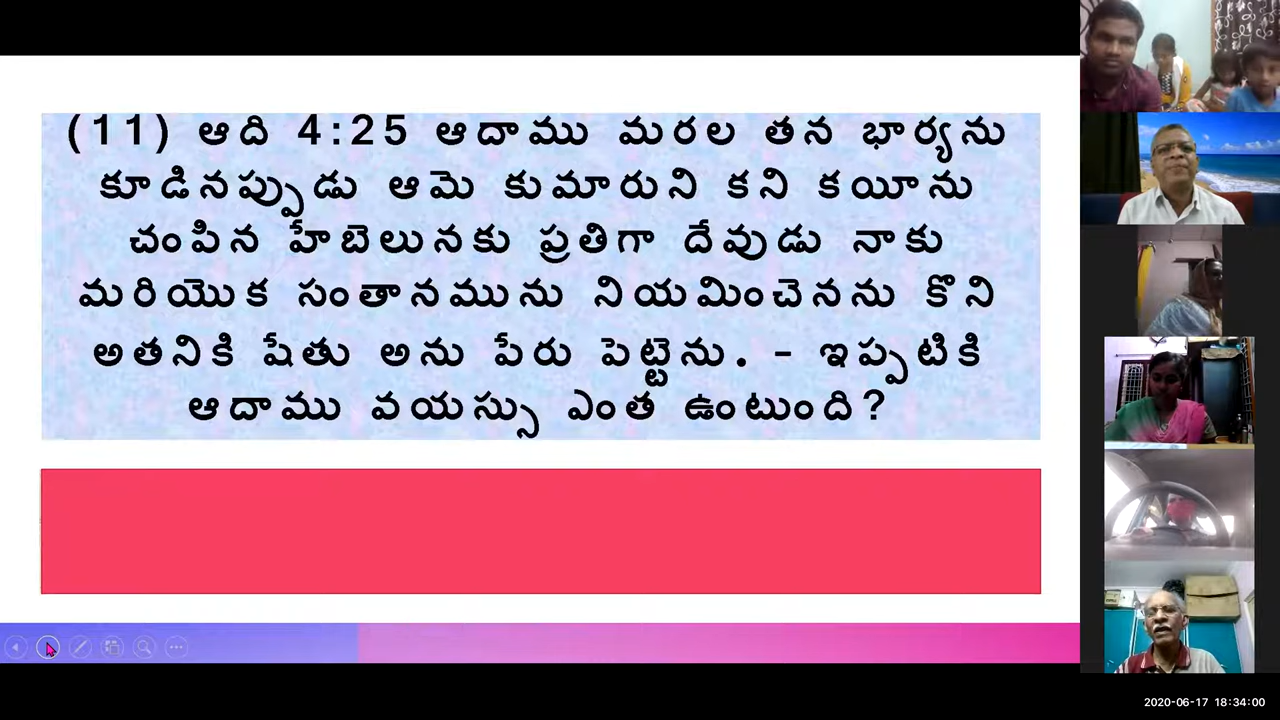 (11) ఆది 4:25 ఆదాము మరల తన భార్యను
కూడినప్పుడు ఆమె కుమారుని కని కయీను
చంపిన హేబెలునకు ప్రతిగా దేవుడు నాకు
మరియొక సంతానమును నియమించెనను కొని
అతనికి షేతు అను పేరు పెట్టెను. - ఇప్పటికి
ఆదాము వయస్సు ఎంత ఉంటుంది?
2020-06-17 18:34:00